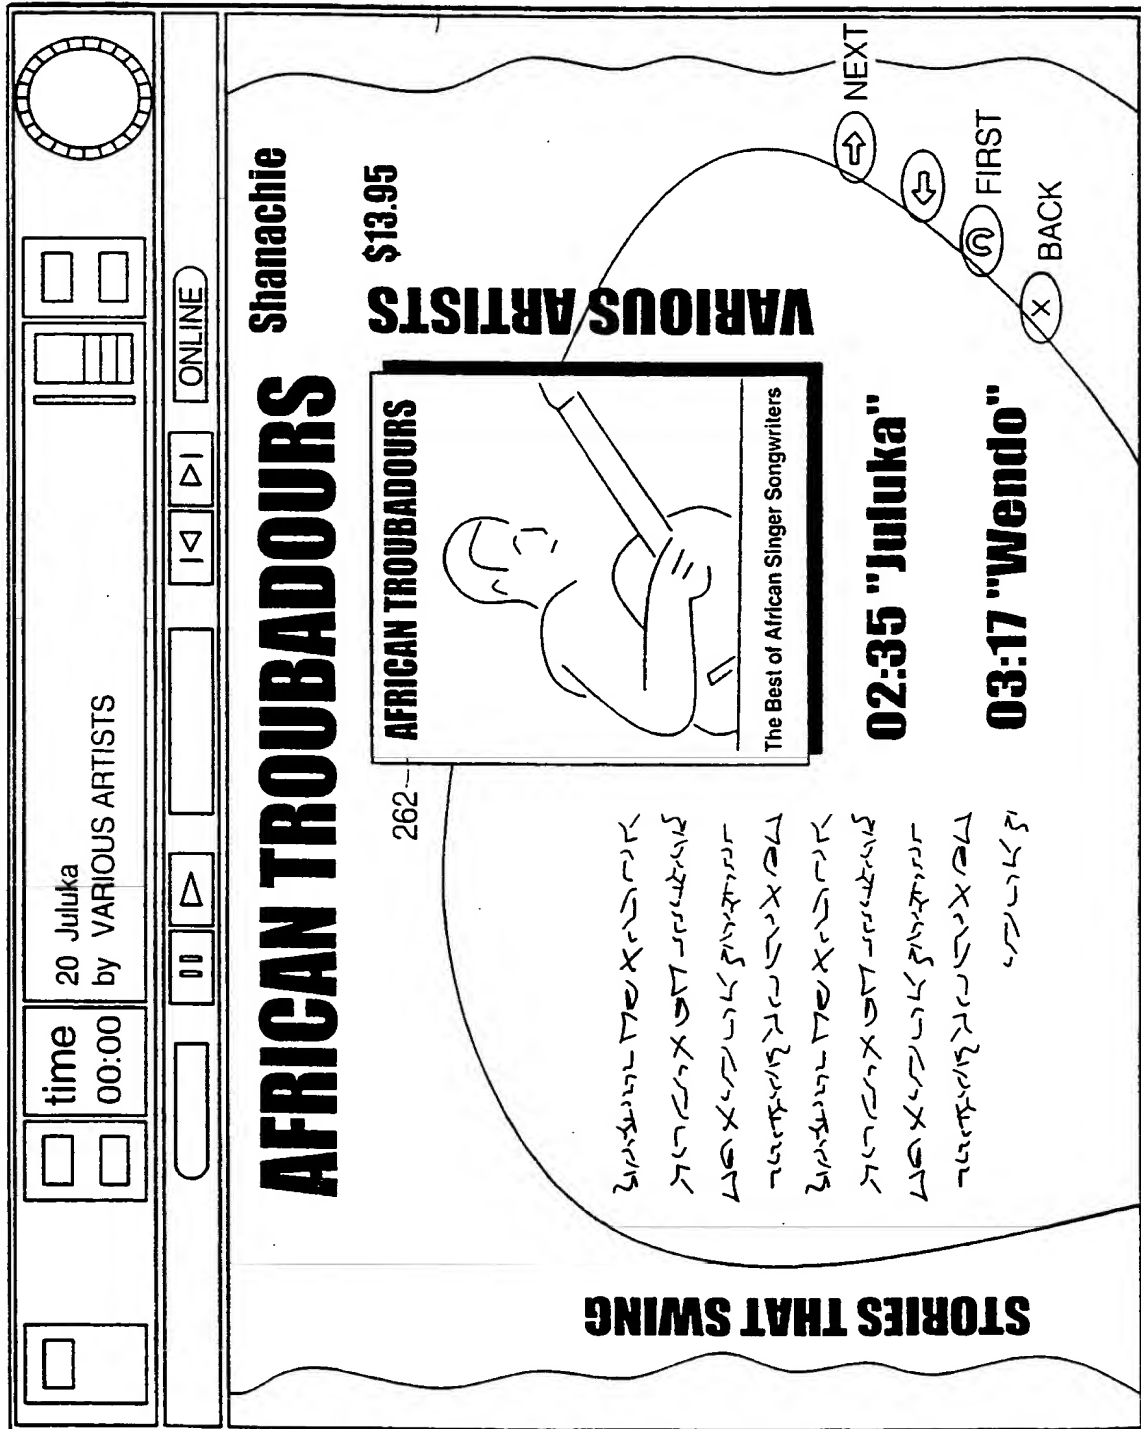 time
00:00
20 Juluka
by VARIOUS ARTISTS
ONLINE
AFRICAN TROUBADOURS
Shanachie
$13.95
VARIOUS ARTISTS
262
AFRICAN TROUBADOURS
The Best of African Singer Songwriters
02:35 "Juluka"
03:17 "Wendo"
STORIES THAT SWING
NEXT
FIRST
X BACK